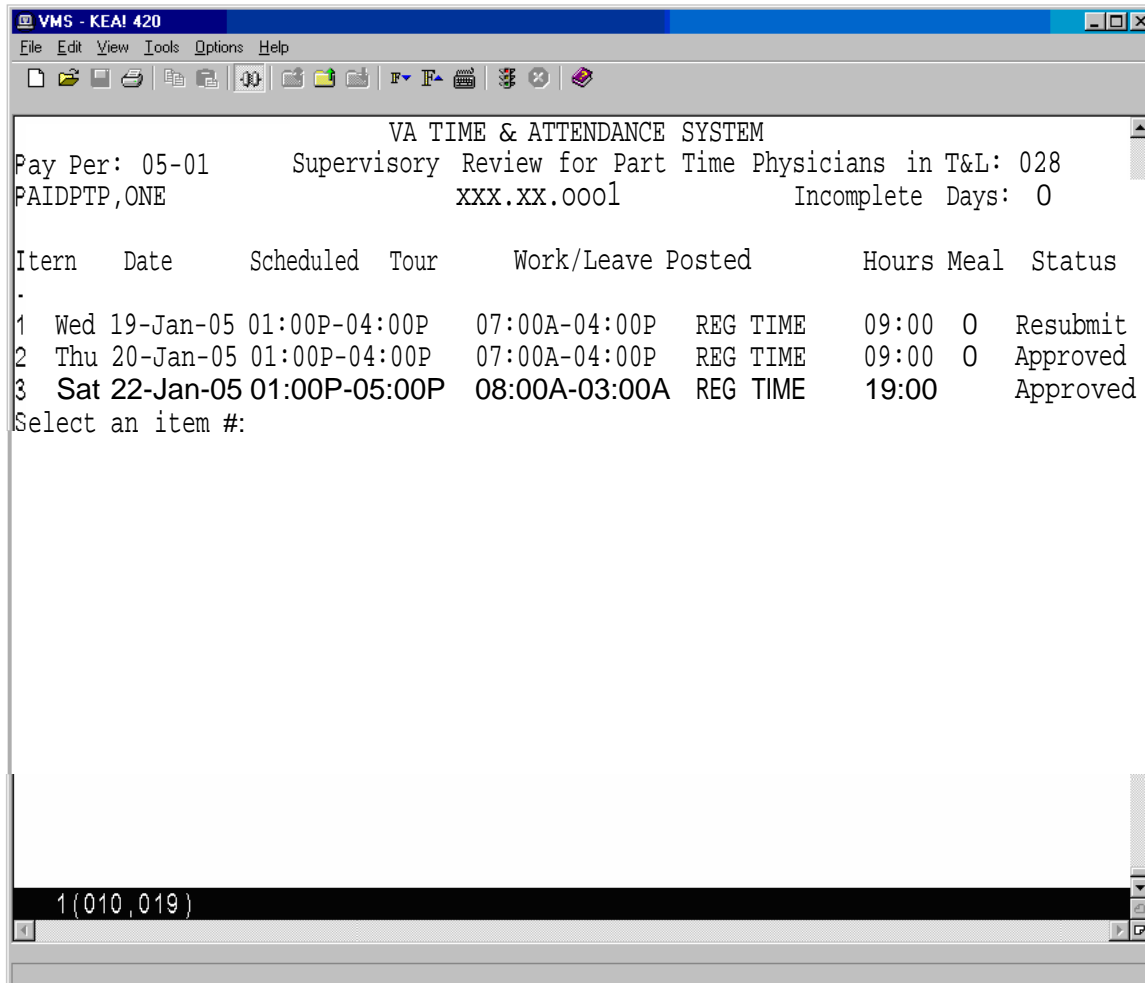 VMS - KEA! 420
File Edit View Tools Options Help
VA TIME & ATTENDANCE SYSTEM
Pay Per: 05-01 Supervisory Review for Part Time Physicians in T&L: 028
PAIDPTP,ONE xxx.xx.oool Incomplete Days: 0
Itern Date Scheduled Tour Work/Leave Posted Hours Meal Status
-
1 Wed 19-Jan-05 01:00P-04:00P 07:00A-04:00P REG TIME 09:00 0 Resubmit
2 Thu 20-Jan-05 01:00P-04:00P 07:00A-04:00P REG TIME 09:00 0 Approved
3 Sat 22-Jan-05 01:00P-05:00P 08:00A-03:00A REG TIME 19:00 Approved
Select an item #:
1(010,019)